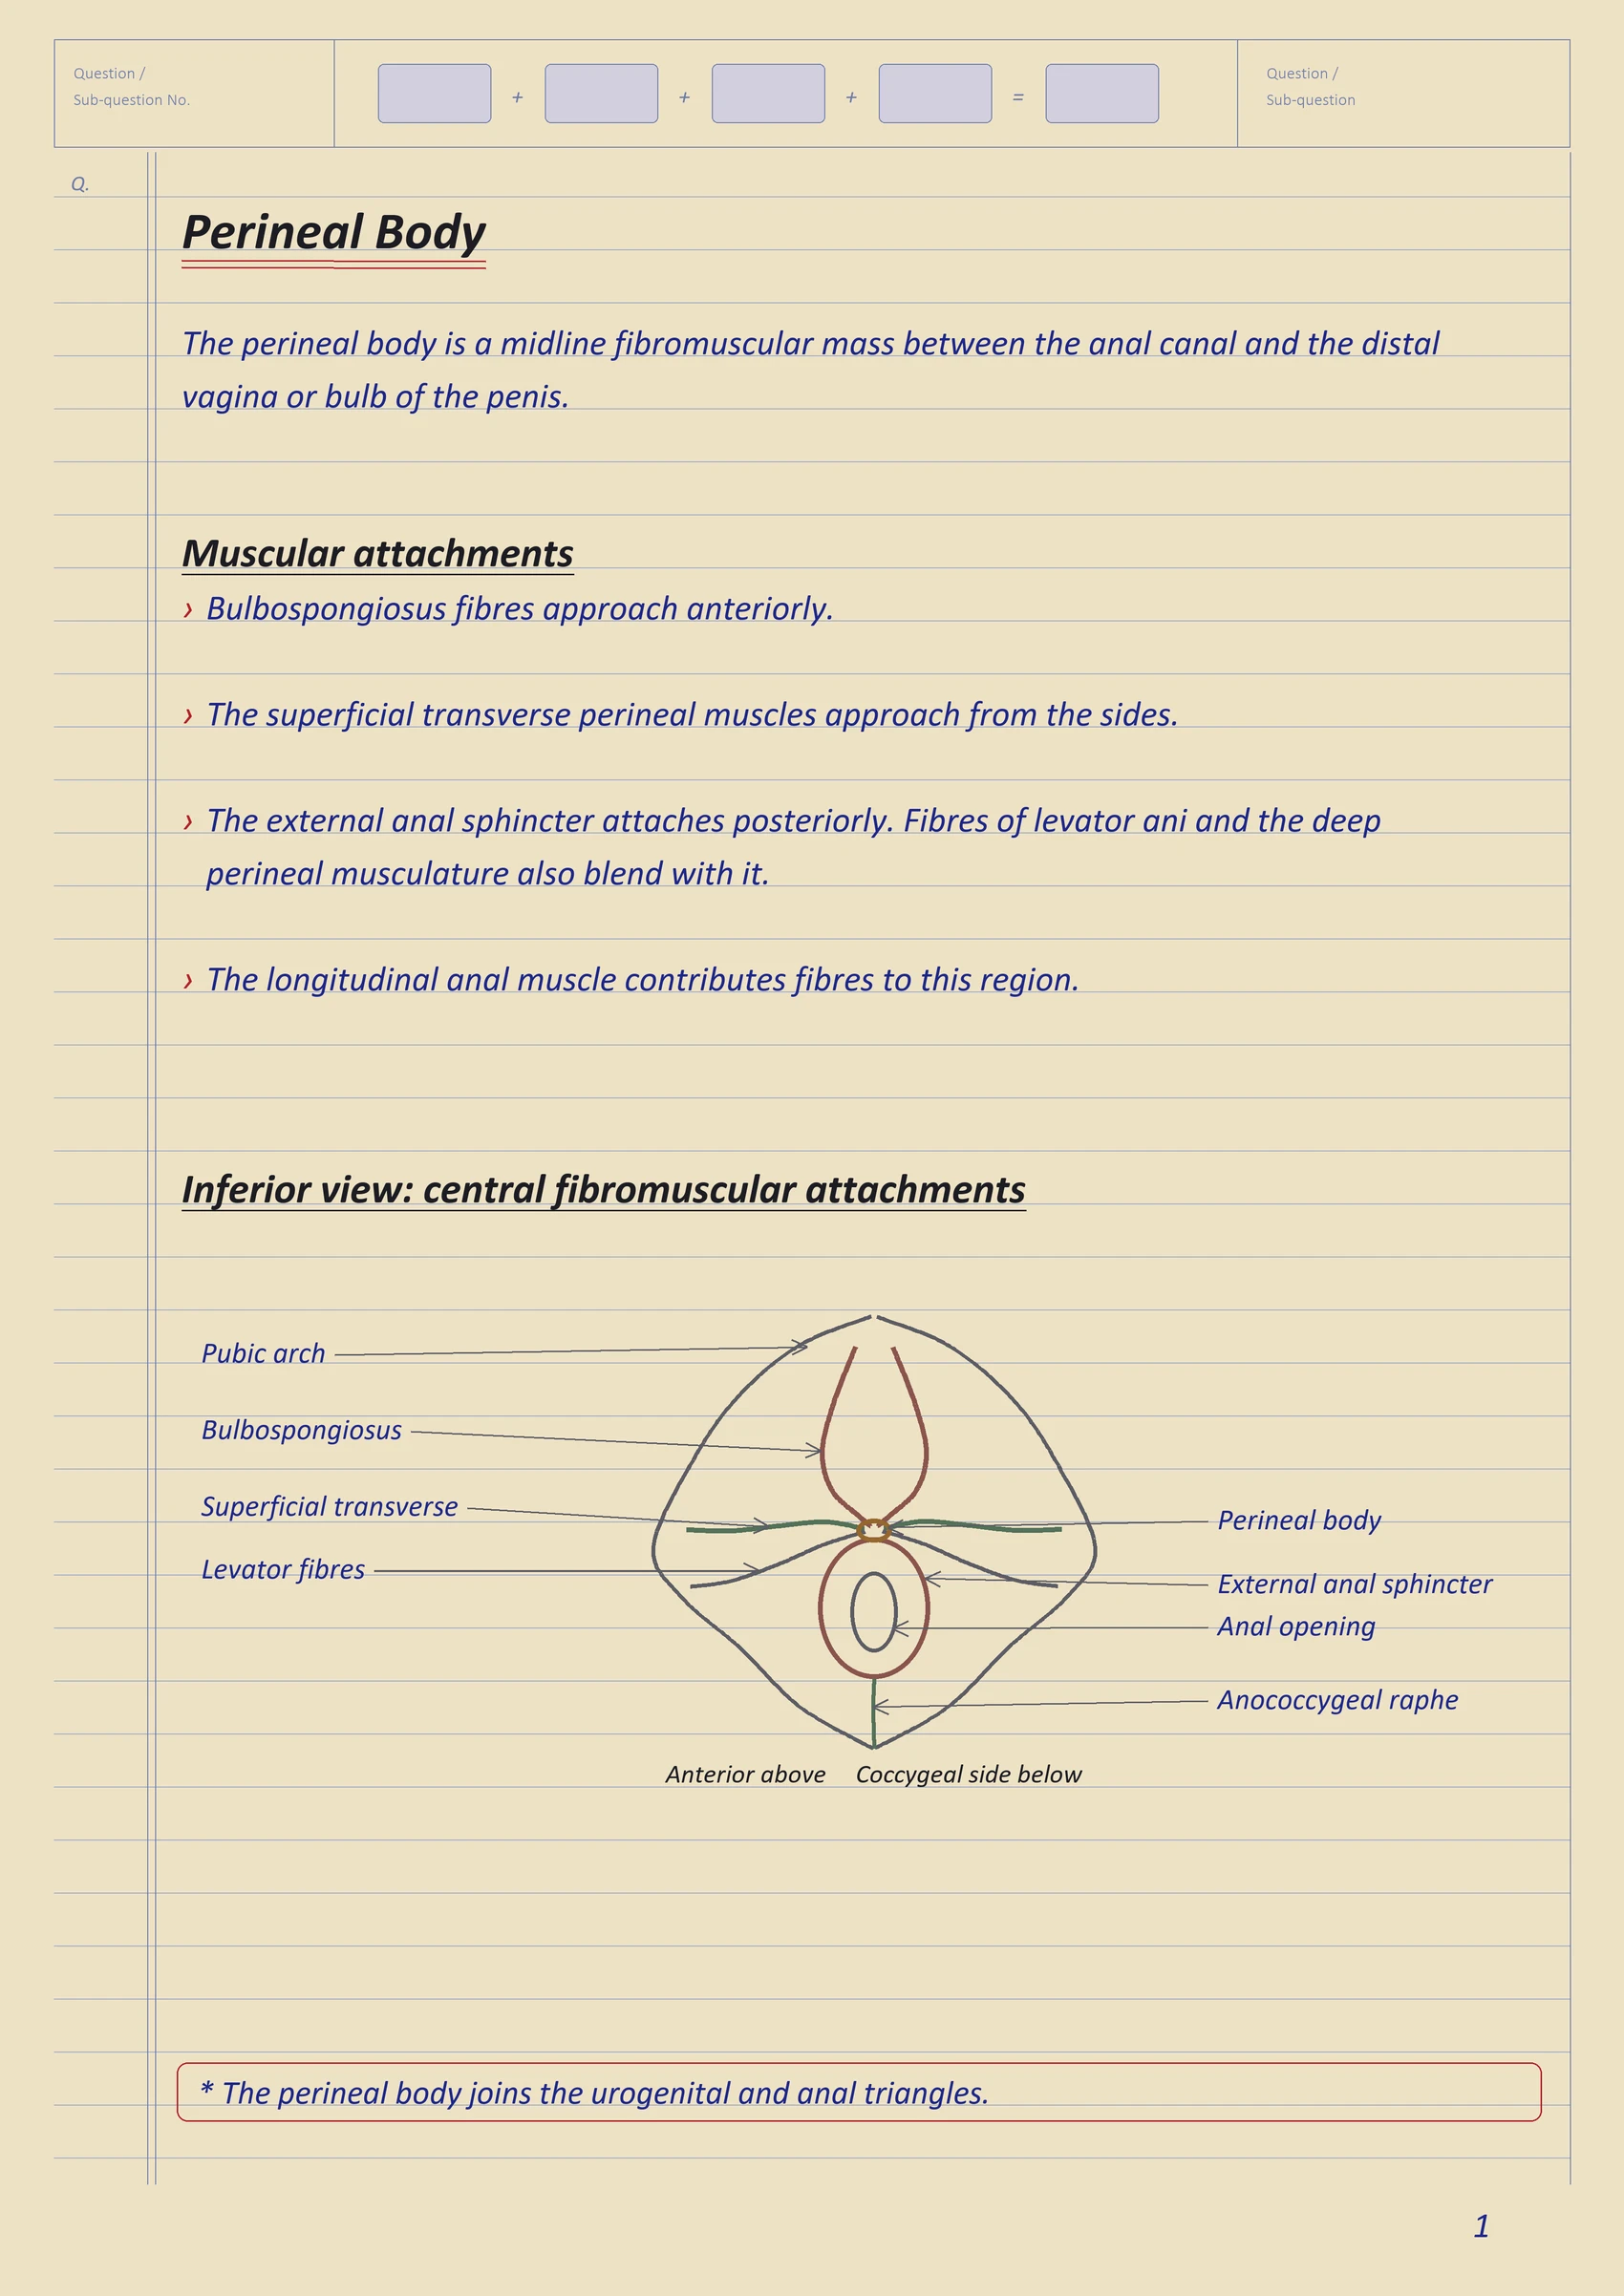 Question /
Sub-question No.
+ + + =
Question /
Sub-question
Q.
Perineal Body
The perineal body is a midline fibromuscular mass between the anal canal and the distal
vagina or bulb of the penis.
Muscular attachments
› Bulbospongiosus fibres approach anteriorly.
› The superficial transverse perineal muscles approach from the sides.
› The external anal sphincter attaches posteriorly. Fibres of levator ani and the deep
perineal musculature also blend with it.
› The longitudinal anal muscle contributes fibres to this region.
Inferior view: central fibromuscular attachments
Pubic arch
Bulbospongiosus
Superficial transverse
Levator fibres
Perineal body
External anal sphincter
Anal opening
Anococcygeal raphe
Anterior above Coccygeal side below
* The perineal body joins the urogenital and anal triangles.
1